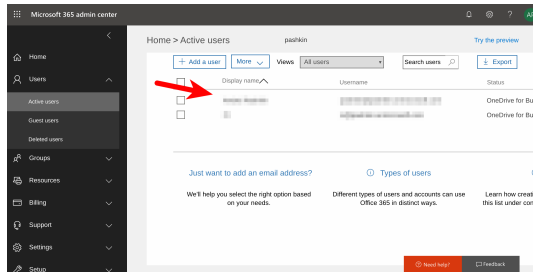 Microsoft 365 admin center
?
Home > Active users
pashkin
Try the preview
Home
Users
Active users
Guest users
Deleted users
Groups
Resources
Billing
Support
Settings
Setup
Add a user
More
Views
All users
Search users
Export
Display name
Username
Status
OneDrive for Bu
OneDrive for Bu
Just want to add an email address?
Types of users
We'll help you select the right option based
on your needs.
Different types of users and accounts can use
Office 365 in distinct ways.
Learn how creati
this list under con
Need help?
Feedback